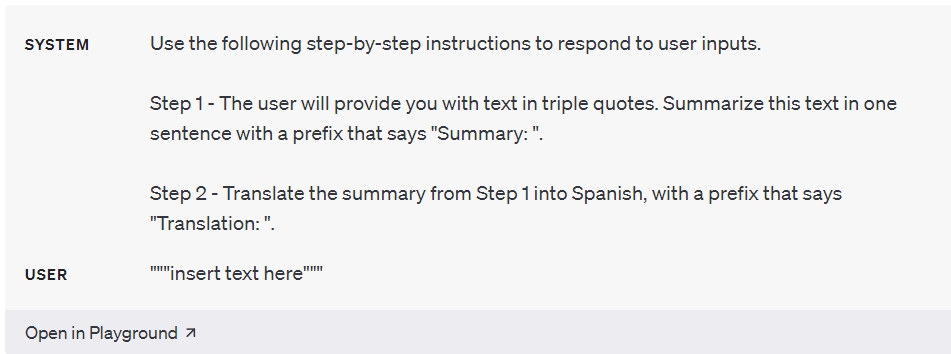 SYSTEM Use the following step-by-step instructions to respond to user inputs.
Step 1 - The user will provide you with text in triple quotes. Summarize this text in one
sentence with a prefix that says "Summary: ".
Step 2 - Translate the summary from Step 1 into Spanish, with a prefix that says
"Translation: ".
USER """insert text here"""
Open in Playground ↗